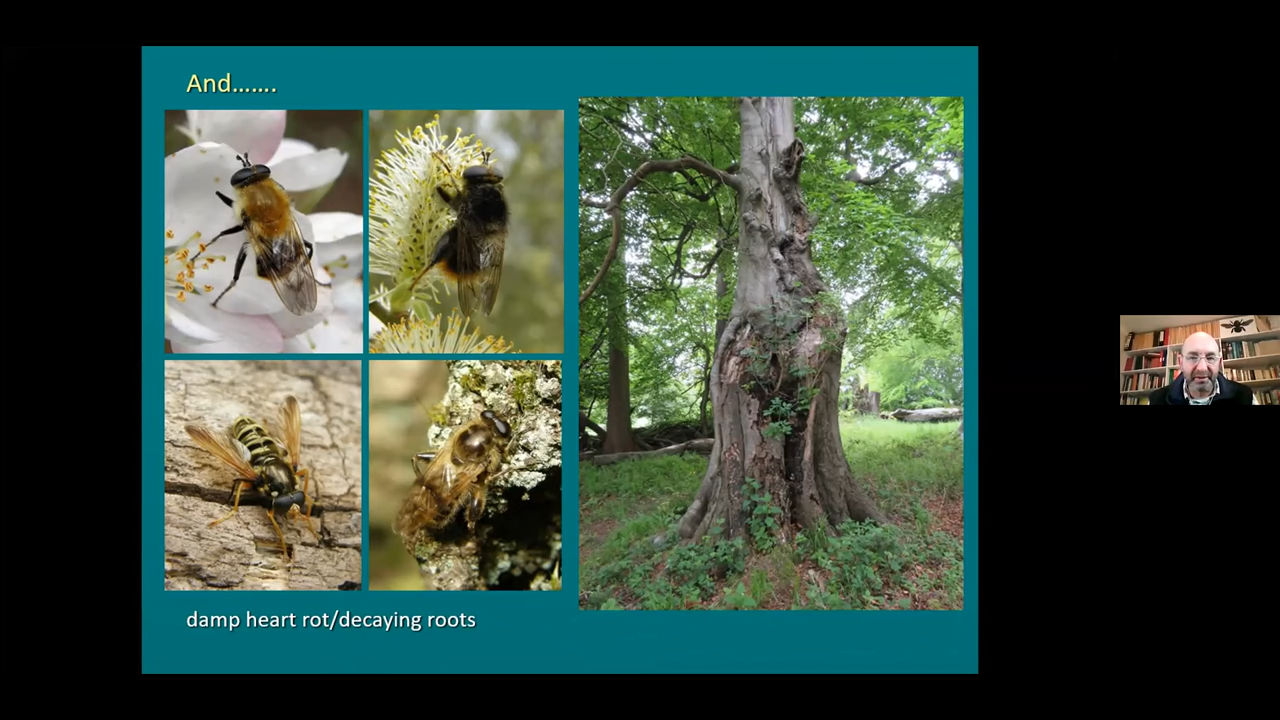 And.......
damp heart rot/decaying roots